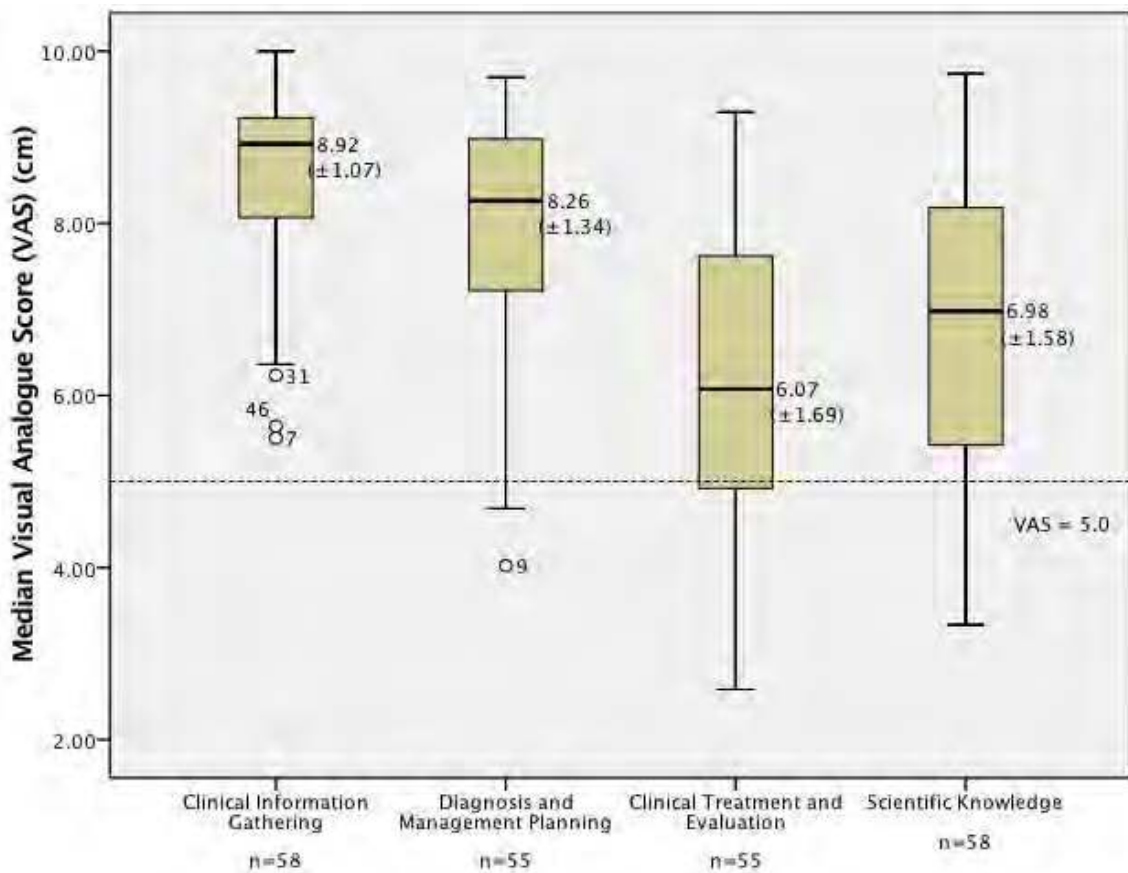 Median Visual Analogue Score (VAS) (cm)
10.00
8.00
6.00
4.00
2.00
8.92
(±1.07)
31
46
7
8.26
(±1.34)
9
6.07
(±1.69)
6.98
(±1.58)
VAS = 5.0
Clinical Information
Gathering
n=58
Diagnosis and
Management Planning
n=55
Clinical Treatment and
Evaluation
n=55
Scientific Knowledge
n=58